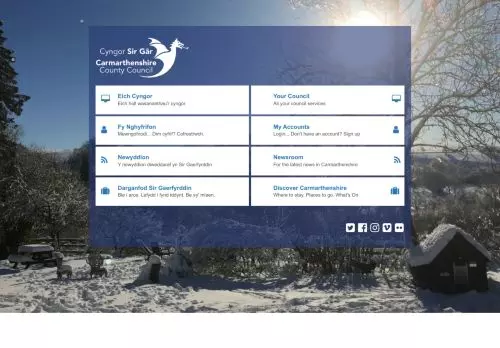 Cyngor Sir Gâr
Carmarthenshire
County Council
Eich Cyngor
Eich holl wasanaethau'r cyngor
Your Council
All your council services
Fy Nghyfrifon
Mewngofnodi... Dim cyfrif? Cofrestrwch
My Accounts
Login... Don't have an account? Sign up
Newyddion
Y newyddion diweddaraf yn Sir Gaerfyrddin
Newsroom
For the latest news in Carmarthenshire
Darganfod Sir Gaerfyrddin
Ble i aros. Lefydd i fynd iddynt. Be sy' mlaen.
Discover Carmarthenshire
Where to stay. Places to go. What's On.